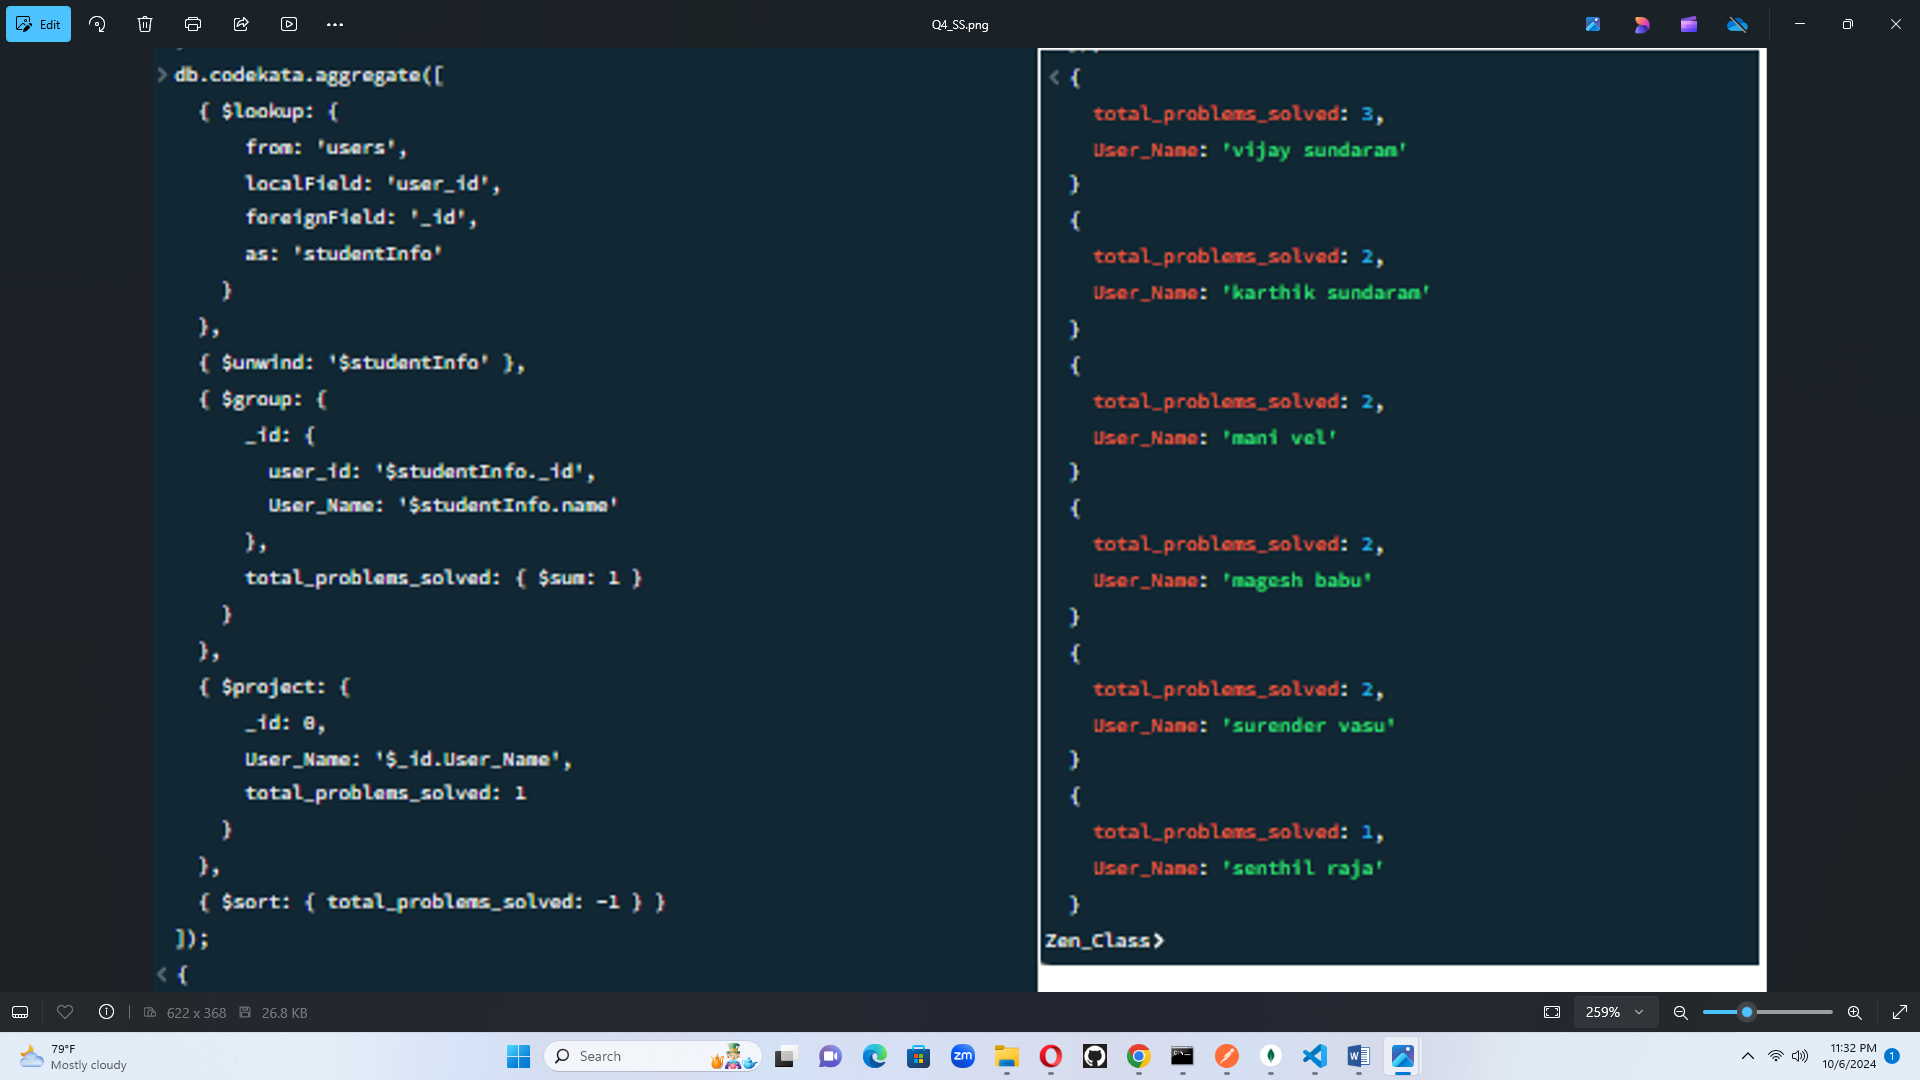 Edit
Q4_SS.png
> db.codekata.aggregate([
{ $lookup: {
from: 'users',
localField: 'user_id',
foreignField: '_id',
as: 'studentInfo'
}
},
{ $unwind: '$studentInfo' },
{ $group: {
_id: {
user_id: '$studentInfo._id',
User_Name: '$studentInfo.name'
},
total_problems_solved: { $sum: 1 }
}
},
{ $project: {
_id: 0,
User_Name: '$_id.User_Name',
total_problems_solved: 1
}
},
{ $sort: { total_problems_solved: -1 } }
]);
< {
< {
total_problems_solved: 3,
User_Name: 'vijay sundaram'
}
{
total_problems_solved: 2,
User_Name: 'karthik sundaram'
}
{
total_problems_solved: 2,
User_Name: 'mani vel'
}
{
total_problems_solved: 2,
User_Name: 'magesh babu'
}
{
total_problems_solved: 2,
User_Name: 'surender vasu'
}
{
total_problems_solved: 1,
User_Name: 'senthil raja'
}
Zen_Class>
622 x 368
26.8 KB
259%
79°F
Mostly cloudy
Search
zm
11:32 PM
10/6/2024
1